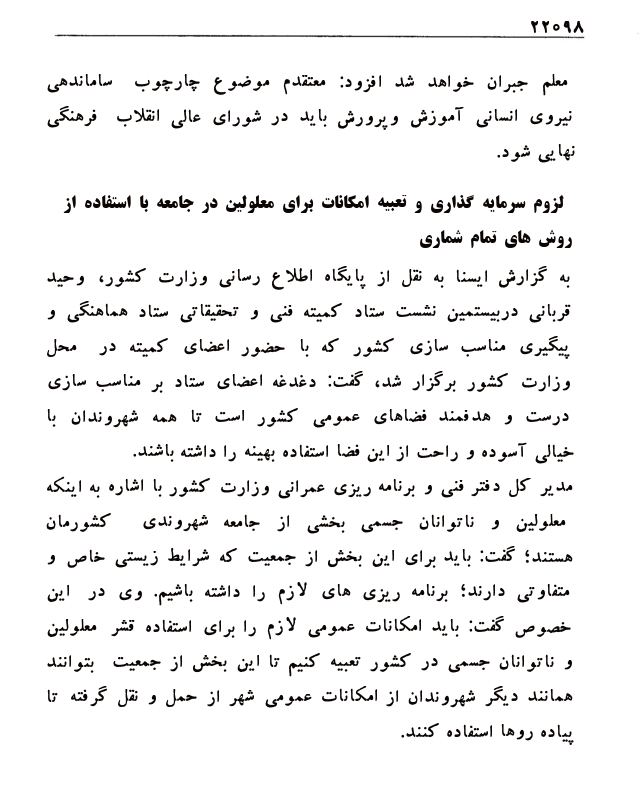 ۲۲۰۹۸
معلم جبران خواهد شد افزود: معتقدم موضوع چارچوب ساماندهی
نیروی انسانی آموزش وپرورش باید در شورای عالی انقلاب فرهنگی
نهایی شود.
لزوم سرمایه گذاری و تعبیه امکانات برای معلولین در جامعه با استفاده از
روش های تمام شماری
به گزارش ایسنا به نقل از پایگاه اطلاع رسانی وزارت کشور، وحید
قربانی دربیستمین نشست ستاد کمیته فنی و تحقیقاتی ستاد هماهنگی و
پیگیری مناسب سازی کشور که با حضور اعضای کمیته در محل
وزارت کشور برگزار شد، گفت: دغدغه اعضای ستاد بر مناسب سازی
درست و هدفمند فضاهای عمومی کشور است تا همه شهروندان با
خیالی آسوده و راحت از این فضا استفاده بهینه را داشته باشند.
مدیر کل دفتر فنی و برنامه ریزی عمرانی وزارت کشور با اشاره به اینکه
معلولین و ناتوانان جسمی بخشی از جامعه شهروندی کشورمان
هستند؛ گفت: باید برای این بخش از جمعیت که شرایط زیستی خاص و
متفاوتی دارند؛ برنامه ریزی های لازم را داشته باشیم. وی در این
خصوص گفت: باید امکانات عمومی لازم را برای استفاده قشر معلولین
و ناتوانان جسمی در کشور تعبیه کنیم تا این بخش از جمعیت بتوانند
همانند دیگر شهروندان از امکانات عمومی شهر از حمل و نقل گرفته تا
پیاده روها استفاده کنند.